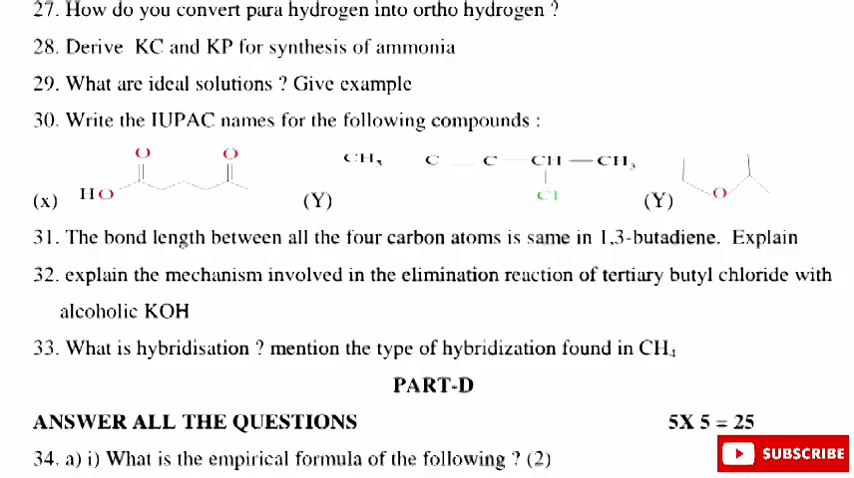 27. How do you convert para hydrogen into ortho hydrogen ?
28. Derive KC and KP for synthesis of ammonia
29. What are ideal solutions ? Give example
30. Write the IUPAC names for the following compounds :
(x) HO O O (Y) CH3 C C CH CH3 Cl (Y) O
31. The bond length between all the four carbon atoms is same in 1,3-butadiene. Explain
32. explain the mechanism involved in the elimination reaction of tertiary butyl chloride with
alcoholic KOH
33. What is hybridisation ? mention the type of hybridization found in CH4
PART-D
ANSWER ALL THE QUESTIONS 5X 5 = 25
34. a) i) What is the empirical formula of the following ? (2)
SUBSCRIBE